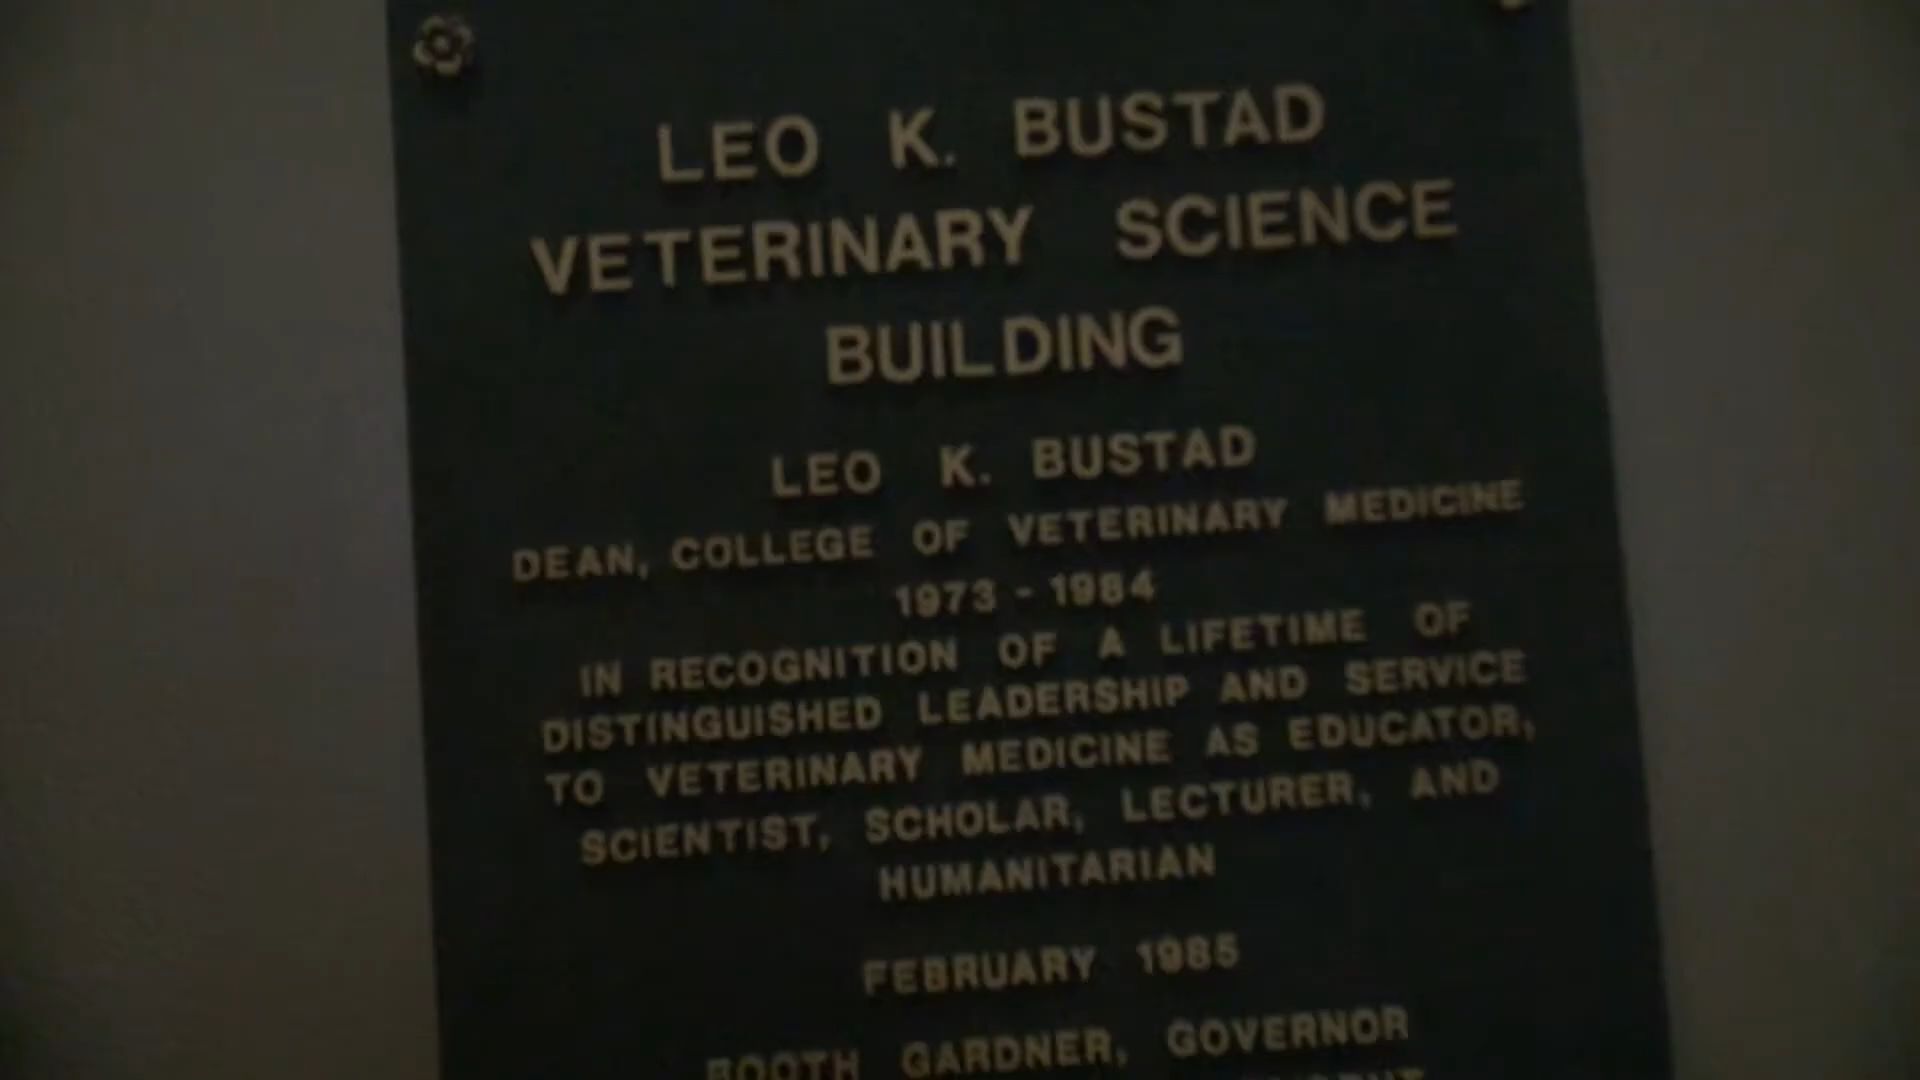 LEO K. BUSTAD
VETERINARY SCIENCE
BUILDING
LEO K. BUSTAD
DEAN, COLLEGE OF VETERINARY MEDICINE
1973 - 1984
IN RECOGNITION OF A LIFETIME OF
DISTINGUISHED LEADERSHIP AND SERVICE
TO VETERINARY MEDICINE AS EDUCATOR,
SCIENTIST, SCHOLAR, LECTURER, AND
HUMANITARIAN
FEBRUARY 1985
BOOTH GARDNER, GOVERNOR